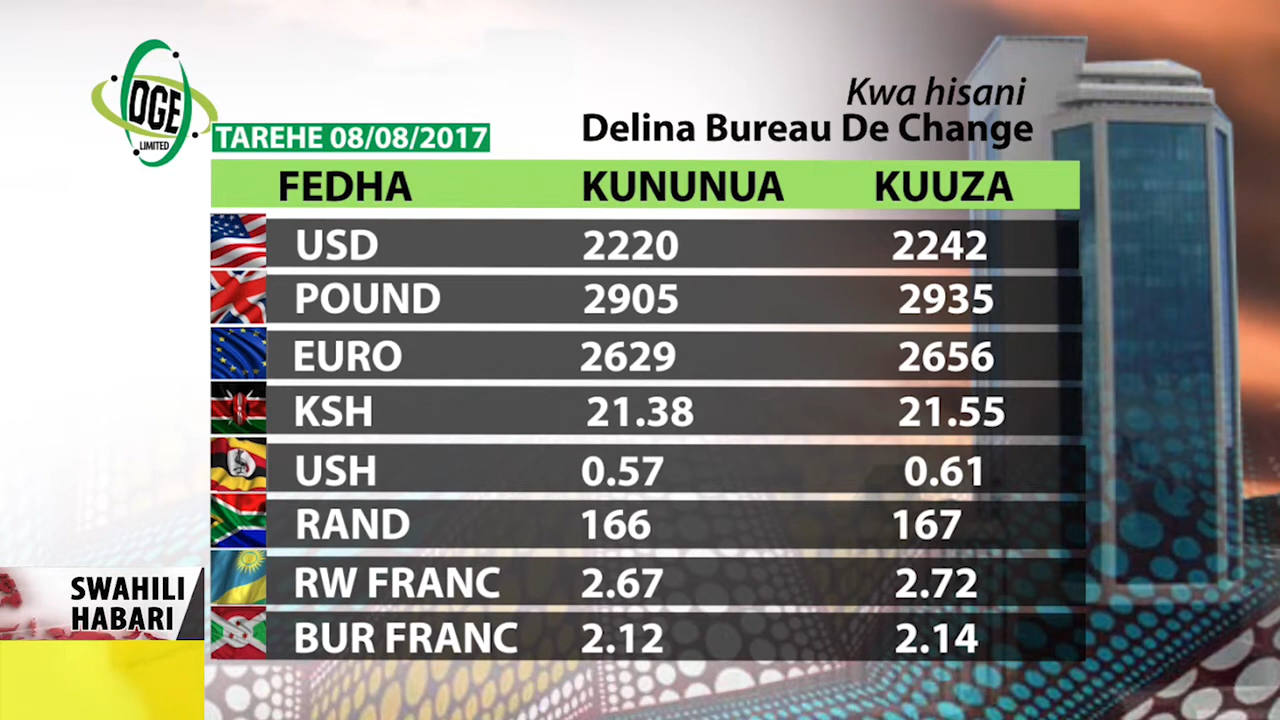 DGE
LIMITED
TAREHE 08/08/2017
Kwa hisani
Delina Bureau De Change
FEDHA KUNUNUA KUUZA
USD 2220 2242
POUND 2905 2935
EURO 2629 2656
KSH 21.38 21.55
USH 0.57 0.61
RAND 166 167
RW FRANC 2.67 2.72
BUR FRANC 2.12 2.14
SWAHILI
HABARI